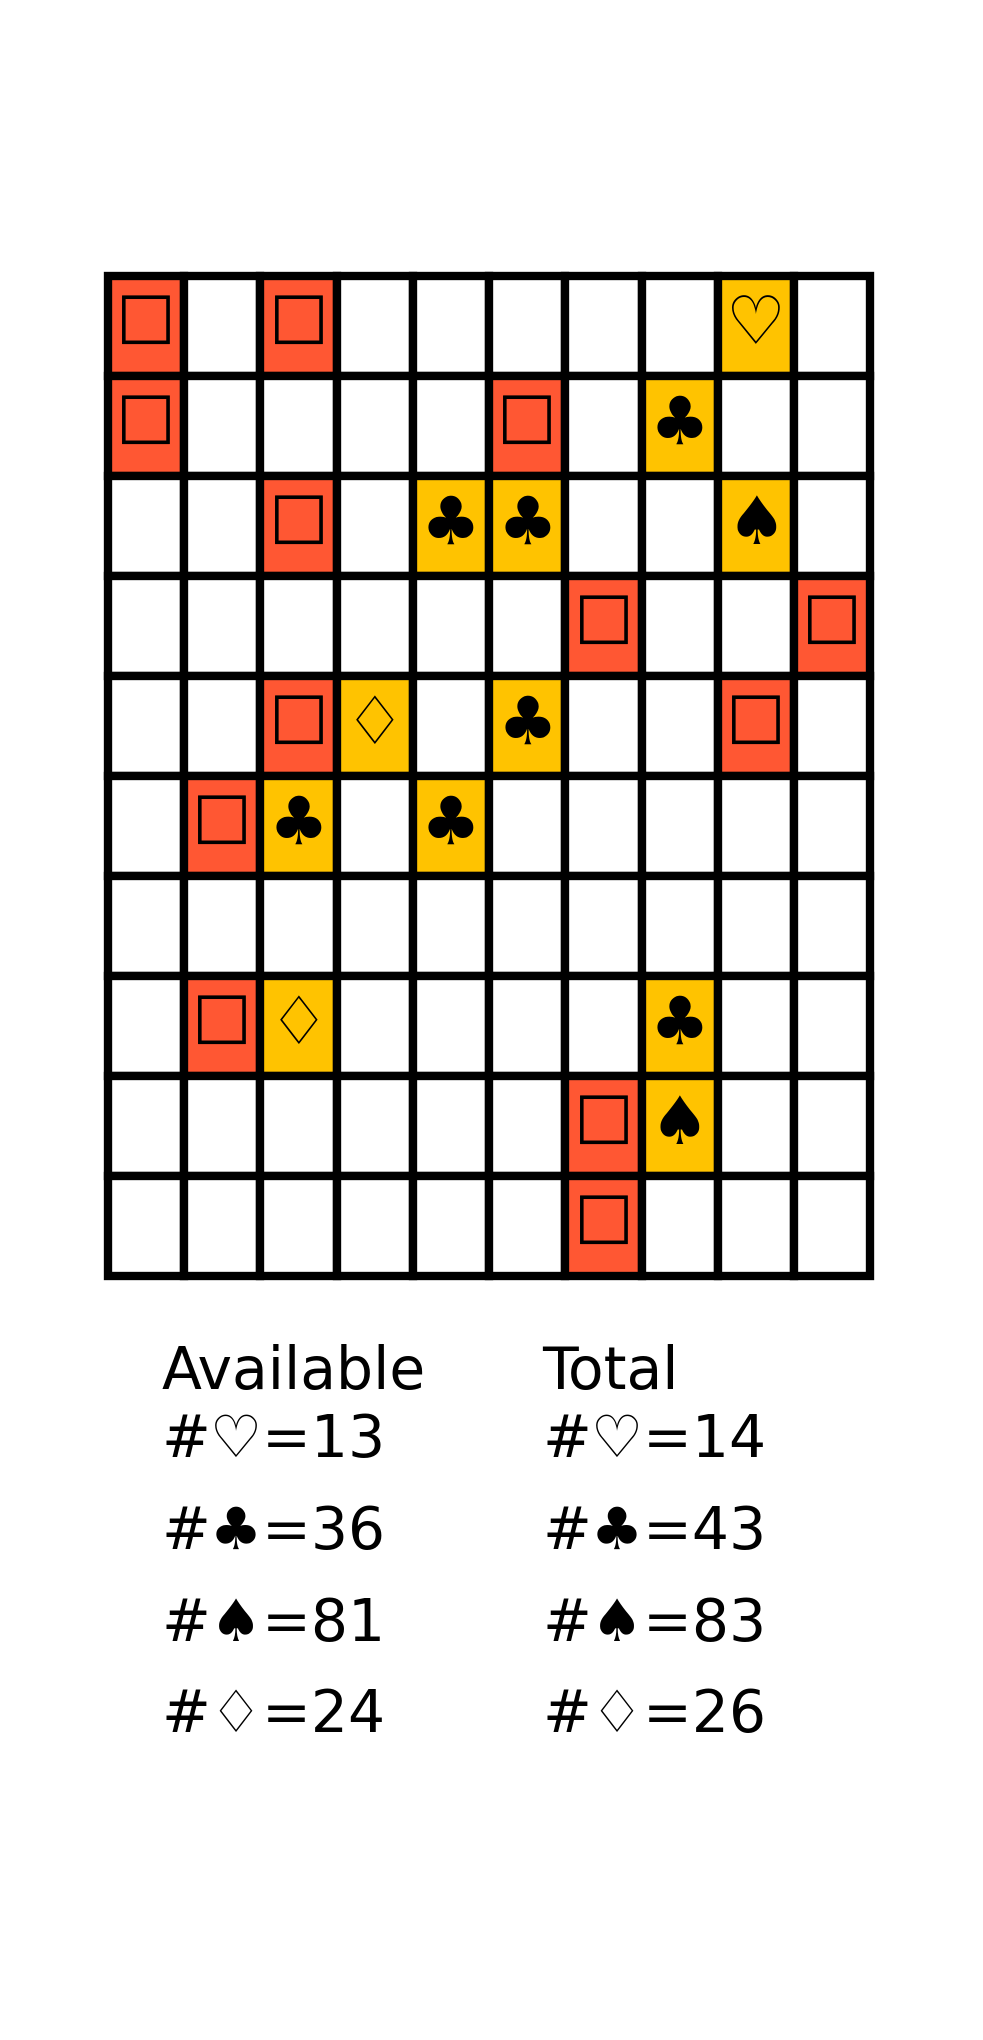 □ □ ♡
□ □ ♣
□ ♣ ♣ ♠
□ □
□ ♢ ♣ □
□ ♣ ♣
□ ♢ ♣
□ ♠
□
Available Total
#♡=13 #♡=14
#♣=36 #♣=43
#♠=81 #♠=83
#♢=24 #♢=26